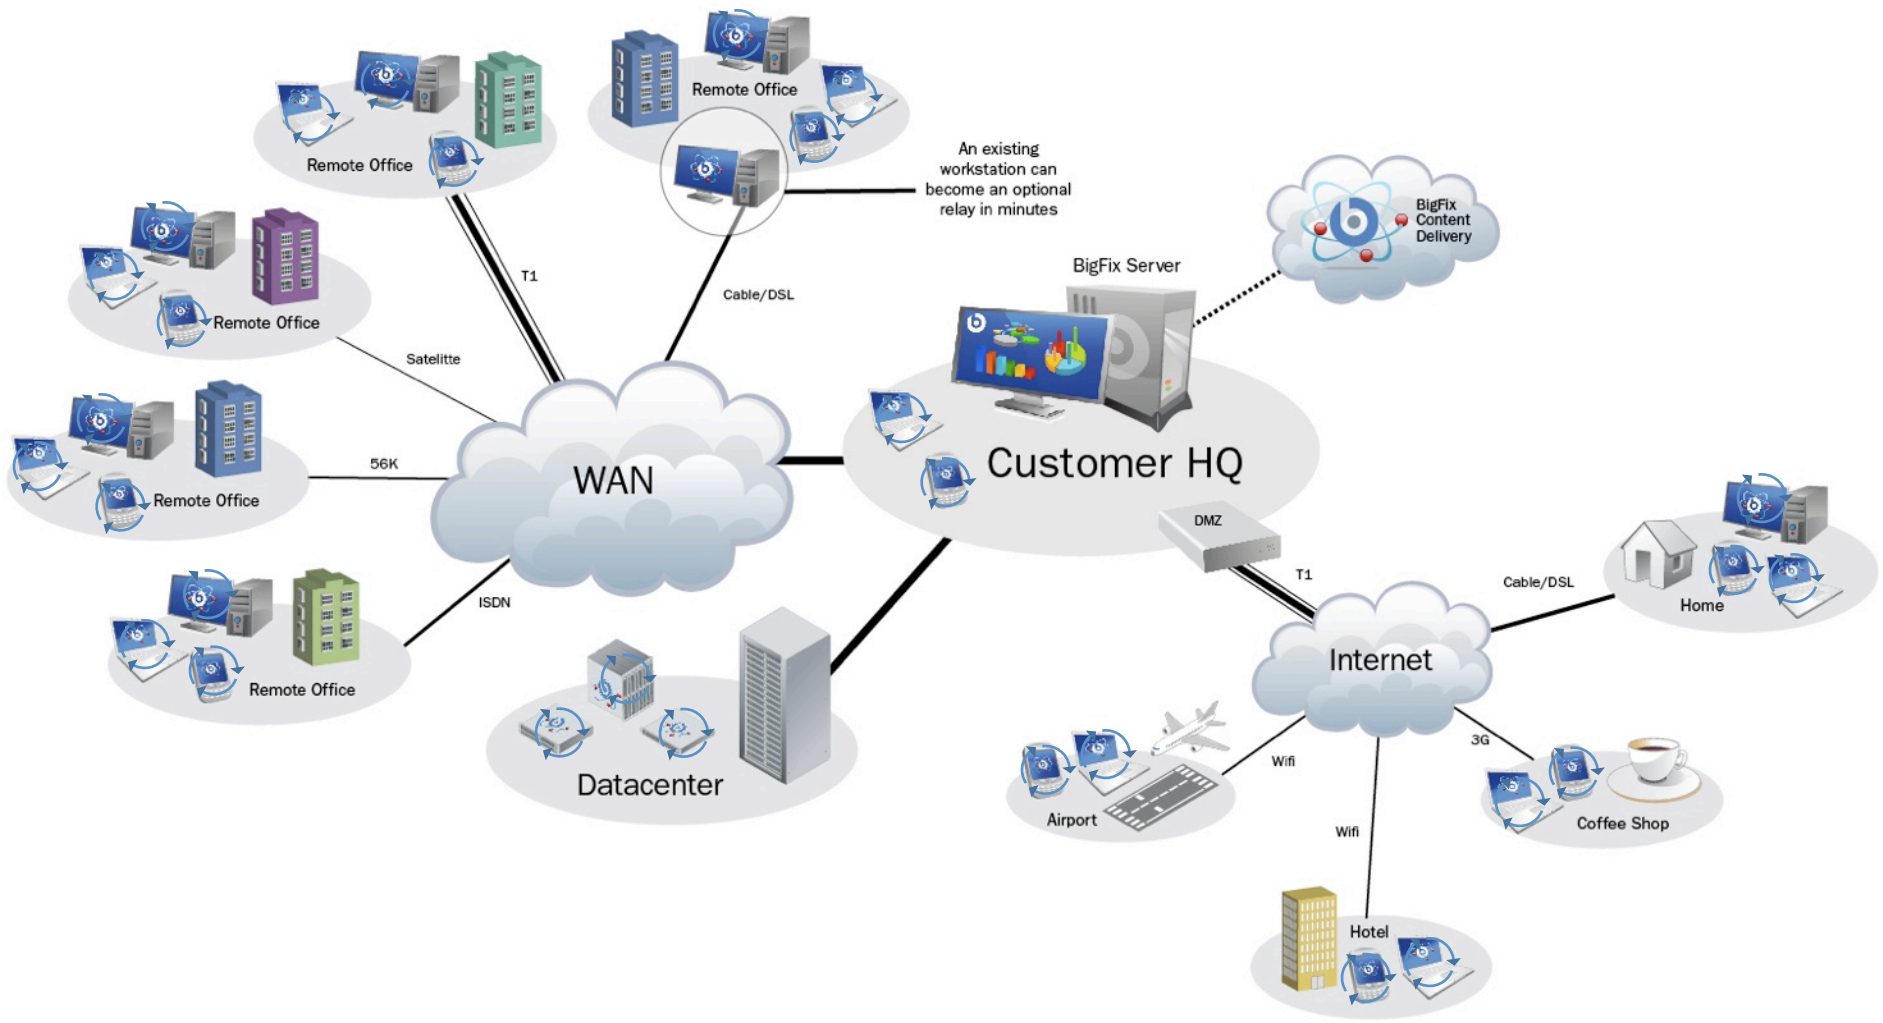 Remote Office
Remote Office
An existing
workstation can
become an optional
relay in minutes
BigFix
Content
Delivery
BigFix Server
T1
Cable/DSL
Remote Office
Satelitte
56K
Remote Office
WAN
Customer HQ
DMZ
T1
Cable/DSL
Home
ISDN
Remote Office
Internet
Datacenter
Wifi
3G
Airport
Wifi
Coffee Shop
Hotel